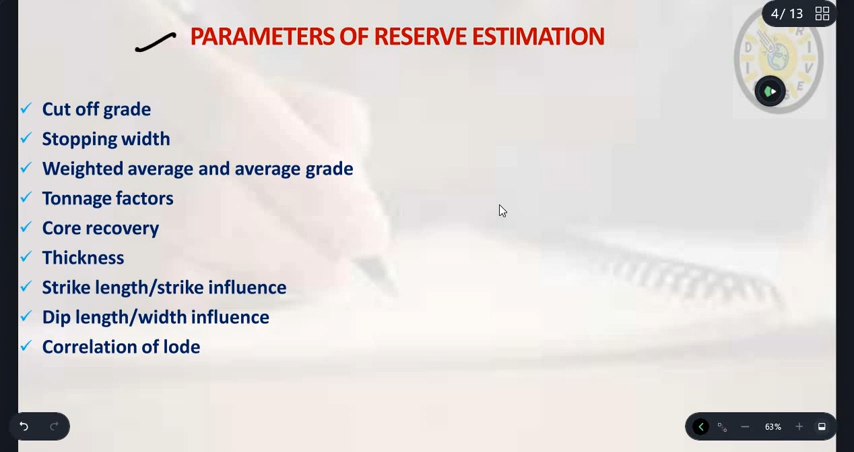 4/ 13
PARAMETERS OF RESERVE ESTIMATION
Cut off grade
Stopping width
Weighted average and average grade
Tonnage factors
Core recovery
Thickness
Strike length/strike influence
Dip length/width influence
Correlation of lode
63%